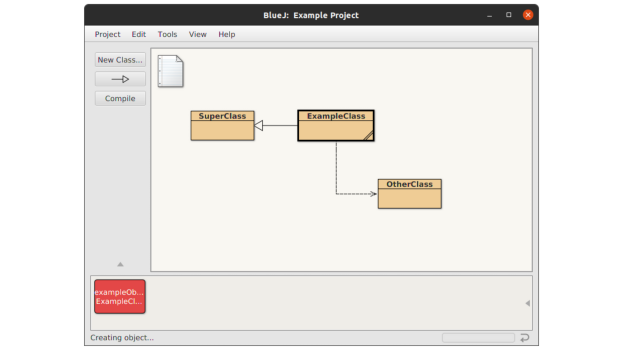 BlueJ: Example Project
Project Edit Tools View Help
New Class...
Compile
SuperClass
ExampleClass
OtherClass
exampleOb...
ExampleCl...
Creating object...